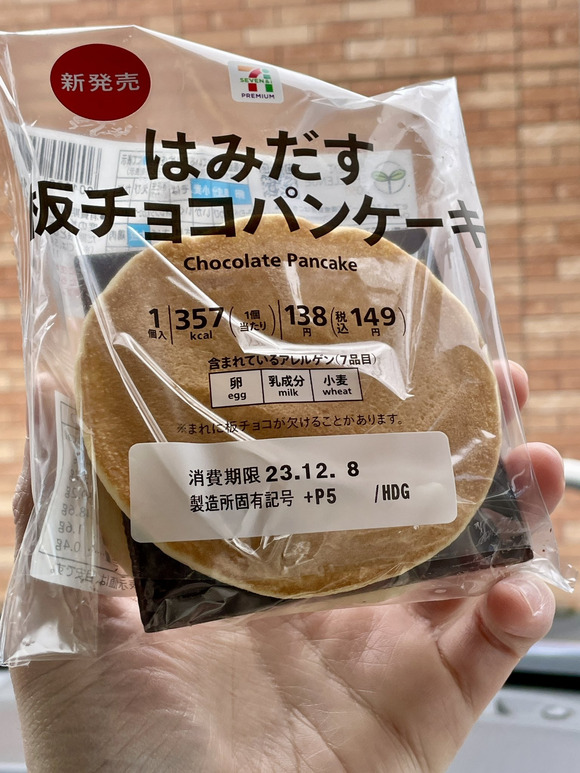 新発売
SEVEN&i
PREMIUM
はみだす
板チョコパンケーキ
Chocolate Pancake
1個入 357kcal (1個当たり) 138円 (税込149円)
含まれているアレルゲン(7品目)
卵 乳成分 小麦
egg milk wheat
※まれに板チョコが欠けることがあります。
消費期限 23.12. 8
製造所固有記号 +P5 /HDG